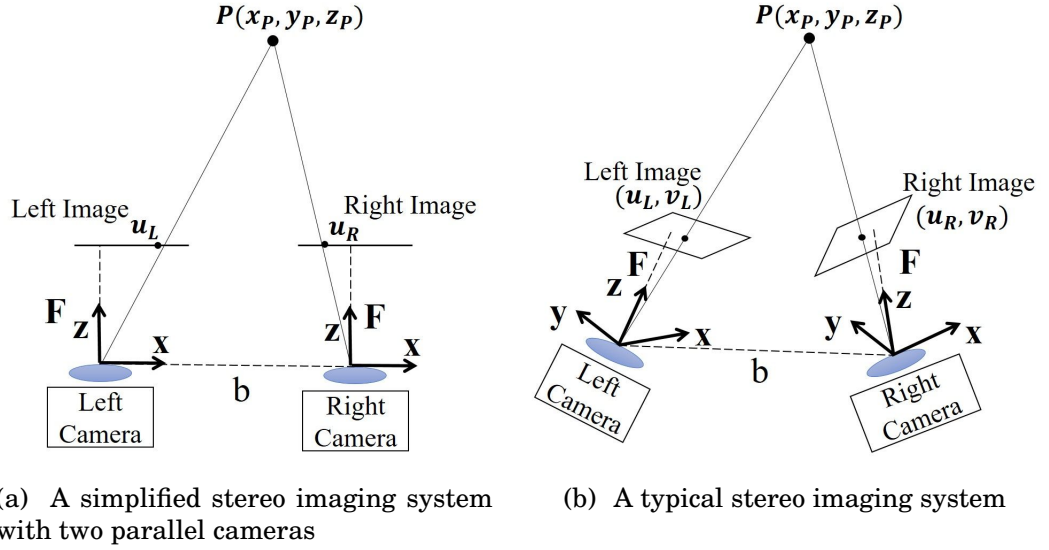 P(x_P, y_P, z_P)
Left Image
u_L
Right Image
u_R
F
z
x
F
z
x
b
Left
Camera
Right
Camera
(a) A simplified stereo imaging system
with two parallel cameras
P(x_P, y_P, z_P)
Left Image
(u_L, v_L)
Right Image
(u_R, v_R)
F
z
y
x
F
z
y
x
b
Left
Camera
Right
Camera
(b) A typical stereo imaging system